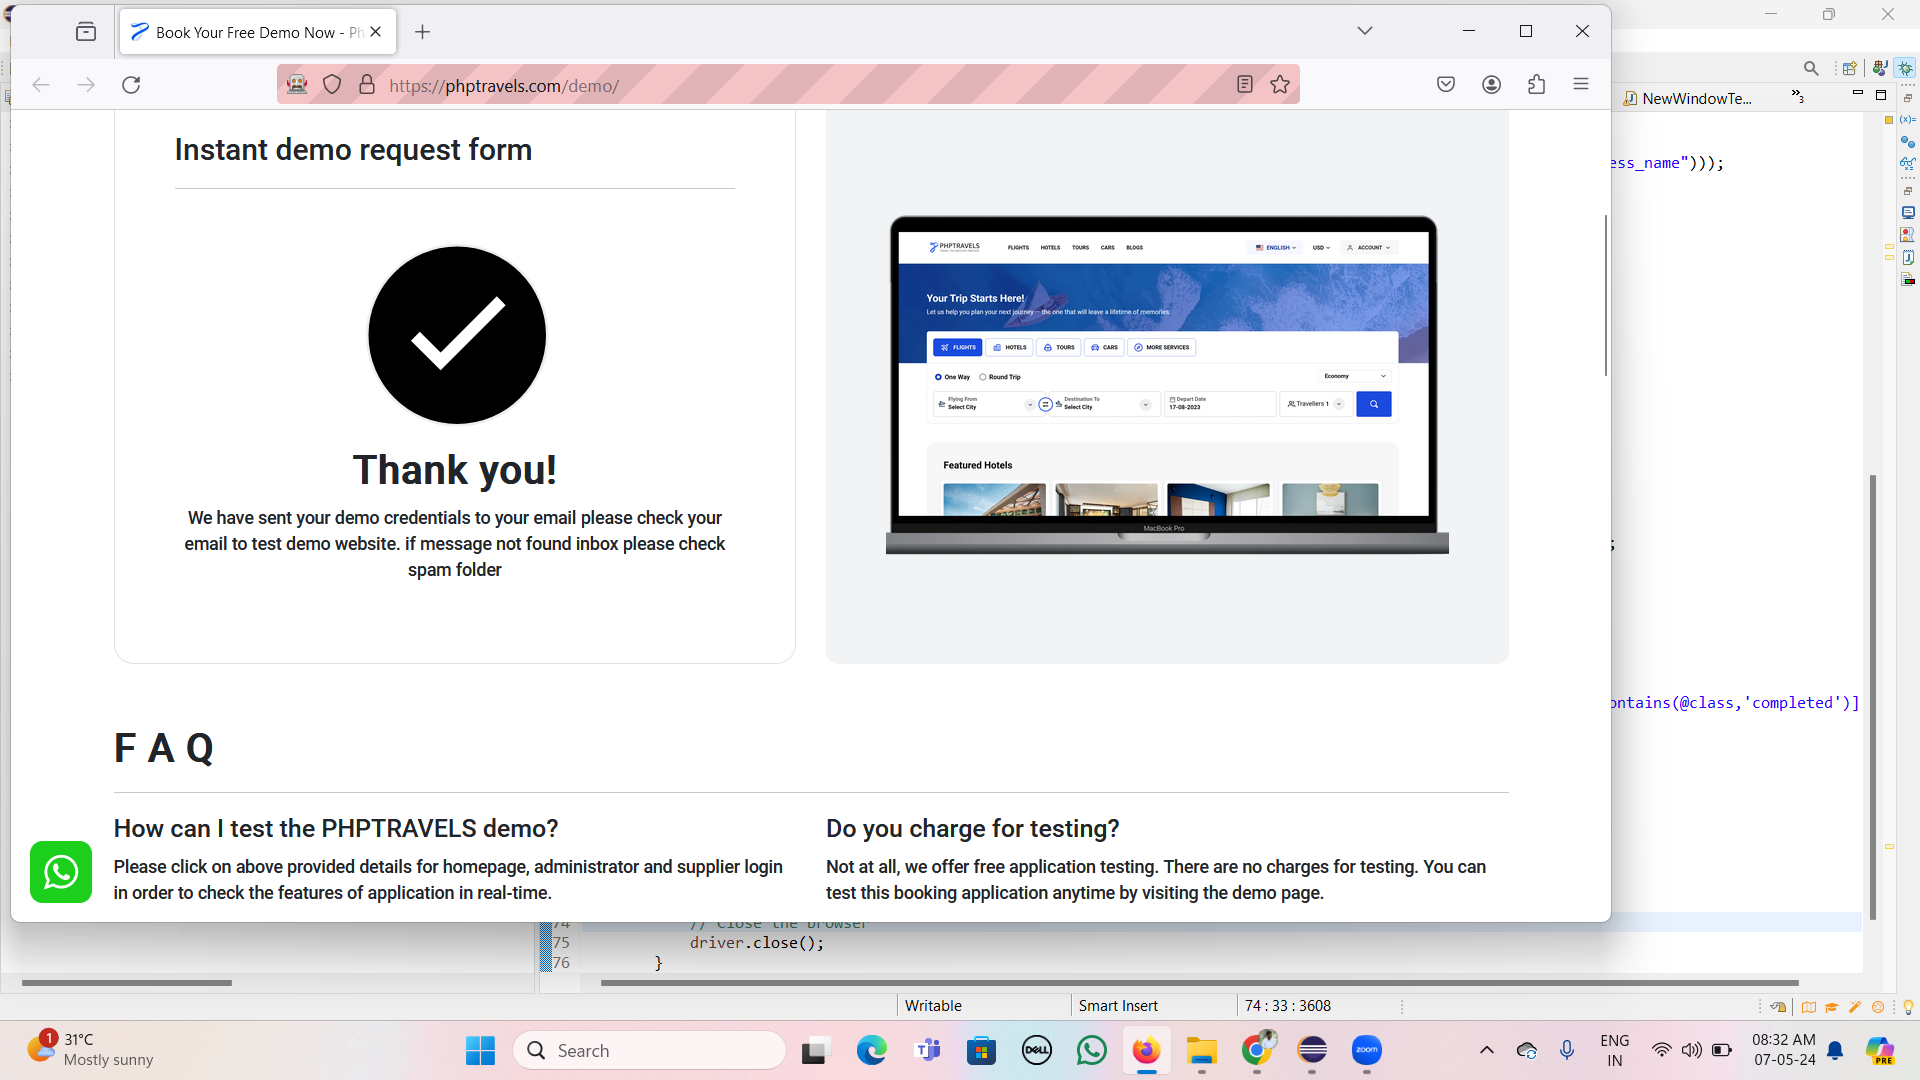 Book Your Free Demo Now - Ph
https://phptravels.com/demo/
NewWindowTe...
3
Instant demo request form
Thank you!
We have sent your demo credentials to your email please check your
email to test demo website. if message not found inbox please check
spam folder
PHPTRAVELS
FLIGHTS HOTELS TOURS CARS BLOGS
ENGLISH USD ACCOUNT
Your Trip Starts Here!
Let us help you plan your next journey — the one that will leave a lifetime of memories
FLIGHTS HOTELS TOURS CARS MORE SERVICES
One Way Round Trip Economy
Flying From Destination To Depart Date
Select City Select City 17-08-2023 Travellers 1
Featured Hotels
MacBook Pro
ess_name")));
;
ontains(@class,'completed')]
F A Q
How can I test the PHPTRAVELS demo?
Please click on above provided details for homepage, administrator and supplier login
in order to check the features of application in real-time.
Do you charge for testing?
Not at all, we offer free application testing. There are no charges for testing. You can
test this booking application anytime by visiting the demo page.
74 // Close the browser
75 driver.close();
76 }
Writable Smart Insert 74 : 33 : 3608
1
31°C
Mostly sunny
Search
DELL
zoom
ENG
IN
08:32 AM
07-05-24
PRE